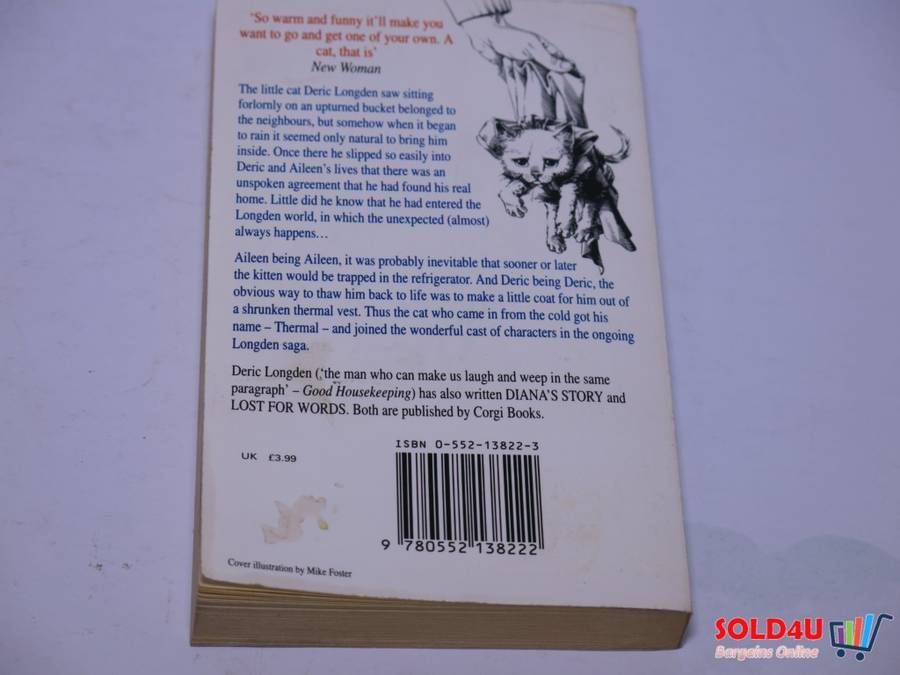 ‘So warm and funny it’ll make you
want to go and get one of your own. A
cat, that is’
New Woman
The little cat Deric Longden saw sitting
forlornly on an upturned bucket belonged to
the neighbours, but somehow when it began
to rain it seemed only natural to bring him
inside. Once there he slipped so easily into
Deric and Aileen’s lives that there was an
unspoken agreement that he had found his real
home. Little did he know that he had entered the
Longden world, in which the unexpected (almost)
always happens…
Aileen being Aileen, it was probably inevitable that sooner or later
the kitten would be trapped in the refrigerator. And Deric being Deric, the
obvious way to thaw him back to life was to make a little coat for him out of
a shrunken thermal vest. Thus the cat who came in from the cold got his
name – Thermal – and joined the wonderful cast of characters in the ongoing
Longden saga.
Deric Longden (‘the man who can make us laugh and weep in the same
paragraph’ – Good Housekeeping) has also written DIANA’S STORY and
LOST FOR WORDS. Both are published by Corgi Books.
ISBN 0-552-13822-3
UK £3.99
9 780552 138222
Cover illustration by Mike Foster
SOLD4U
Bargains Online